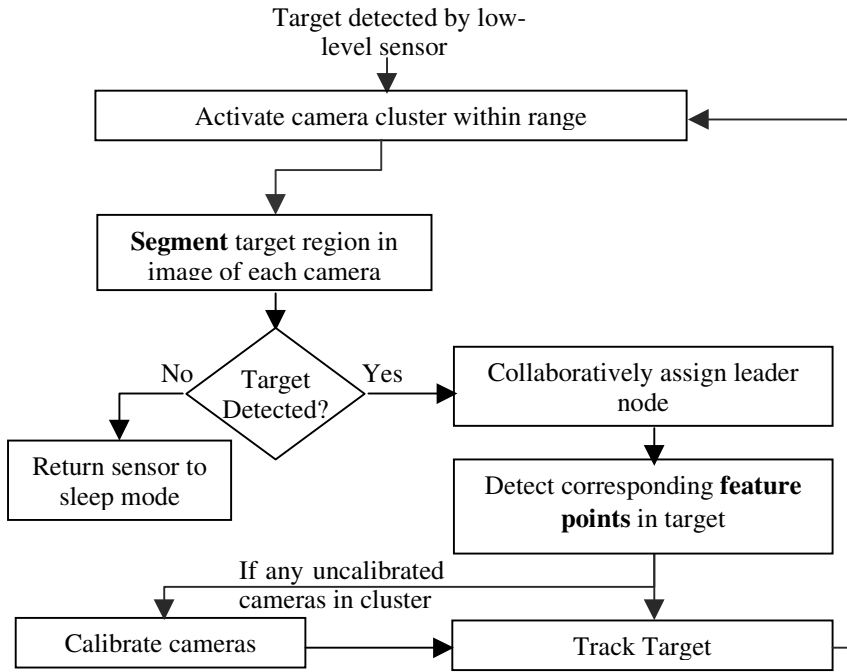 Target detected by low-
level sensor
Activate camera cluster within range
Segment target region in
image of each camera
No
Target
Detected?
Yes
Collaboratively assign leader
node
Return sensor to
sleep mode
Detect corresponding feature
points in target
If any uncalibrated
cameras in cluster
Calibrate cameras
Track Target